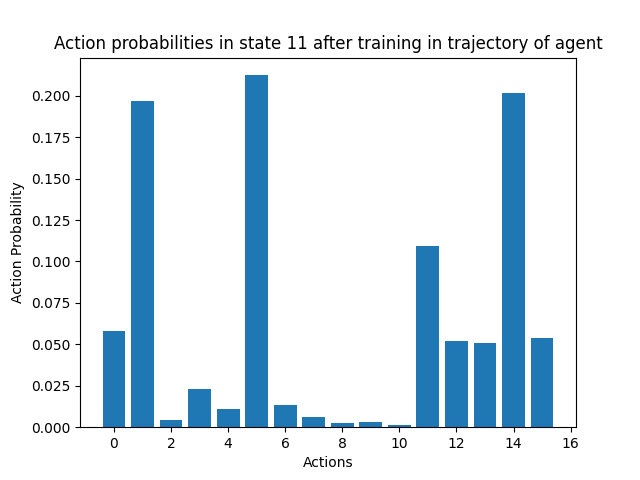 Action probabilities in state 11 after training in trajectory of agent
Action Probability
0.200
0.175
0.150
0.125
0.100
0.075
0.050
0.025
0.000
0 2 4 6 8 10 12 14 16
Actions